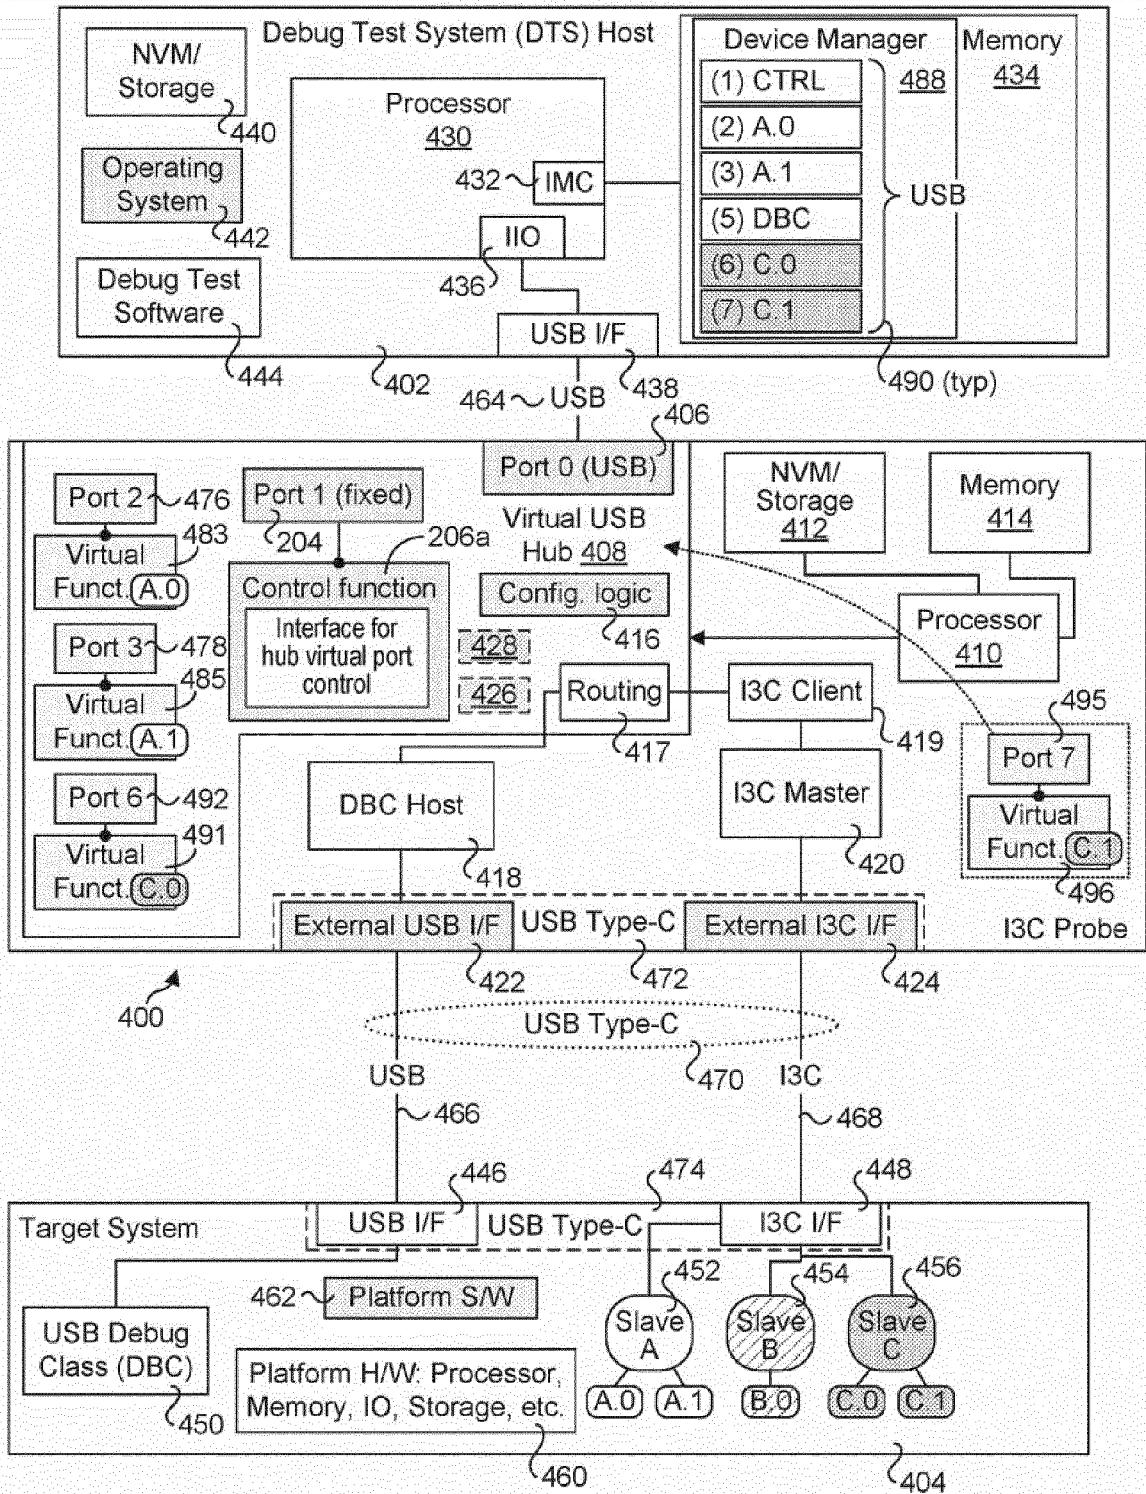 Debug Test System (DTS) Host
NVM/
Storage
440
Operating
System
442
Debug Test
Software
444
402
Processor
430
432
IMC
IIO
436
USB I/F
438
Device Manager
488
(1) CTRL
(2) A.0
(3) A.1
(5) DBC
(6) C.0
(7) C.1
USB
490 (typ)
Memory
434
464
USB
406
Port 0 (USB)
Port 2
476
Virtual
Funct.
A.0
483
Port 3
478
Virtual
Funct.
A.1
485
Port 6
492
Virtual
Funct.
C.0
491
Port 1 (fixed)
204
206a
Control function
Interface for
hub virtual port
control
Virtual USB
Hub 408
Config. logic
416
428
426
Routing
417
NVM/
Storage
412
Memory
414
Processor
410
I3C Client
419
I3C Master
420
DBC Host
418
495
Port 7
Virtual
Funct.
C.1
496
I3C Probe
External USB I/F
USB Type-C
External I3C I/F
422
472
424
400
USB Type-C
470
USB
I3C
466
468
Target System
446
474
448
USB I/F
USB Type-C
I3C I/F
462
Platform S/W
USB Debug
Class (DBC)
450
Platform H/W: Processor,
Memory, IO, Storage, etc.
460
452
454
456
Slave
A
Slave
B
Slave
C
A.0
A.1
B.0
C.0
C.1
404